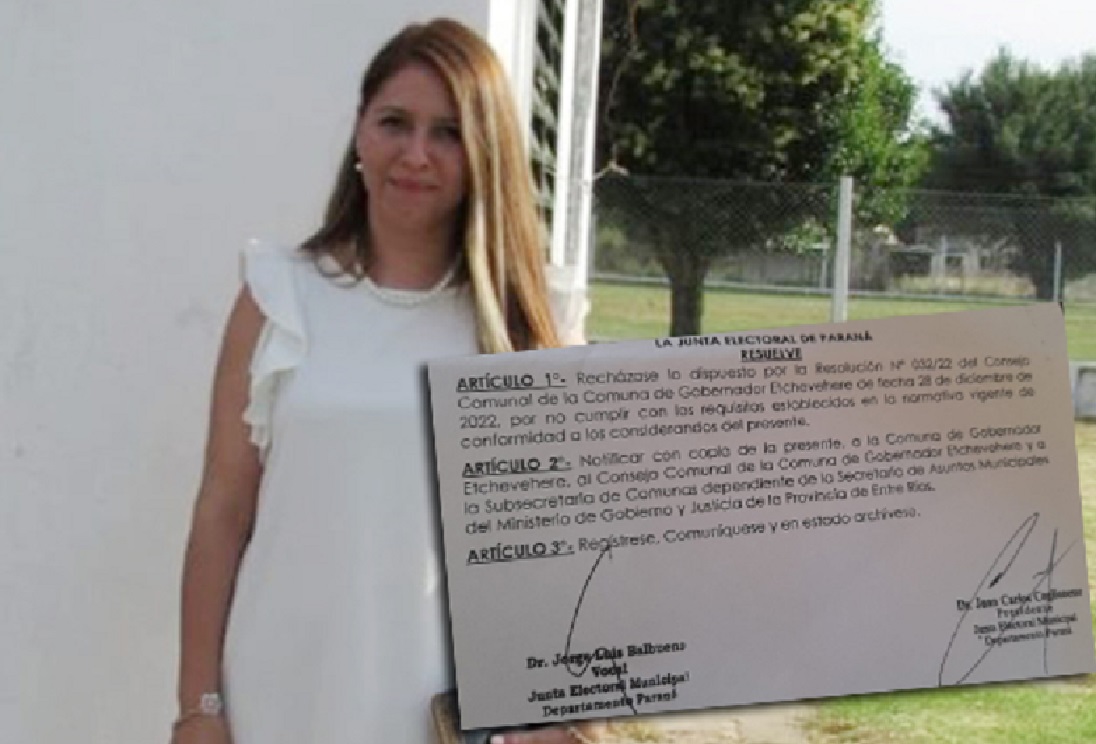 LA JUNTA ELECTORAL DE PARANÁ
RESUELVE
ARTÍCULO 1º- Recházase lo dispuesto por la Resolución Nº 032/22 del Consejo
Comunal de la Comuna de Gobernador Etchevehere de fecha 28 de diciembre de
2022, por no cumplir con los requisitos establecidos en la normativa vigente de
conformidad a los considerandos del presente.
ARTÍCULO 2º- Notificar con copia de la presente, a la Comuna de Gobernador
Etchevehere, al Consejo Comunal de la Comuna de Gobernador Etchevehere y a
la Subsecretaría de Comunas dependiente de la Secretaría de Asuntos Municipales
del Ministerio de Gobierno y Justicia de la Provincia de Entre Ríos.
ARTÍCULO 3º- Regístrese, Comuníquese y en estado archívese.
Dr. Juan Carlos
Presidente
Junta Electoral Municipal
Departamento Paraná
Dr. Jorge Luis Balbuena
Vocal
Junta Electoral Municipal
Departamento Paraná